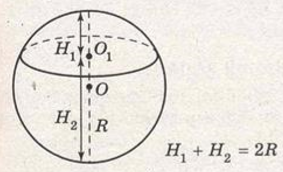 H₁ O₁
O
H₂ R
H₁ + H₂ = 2R